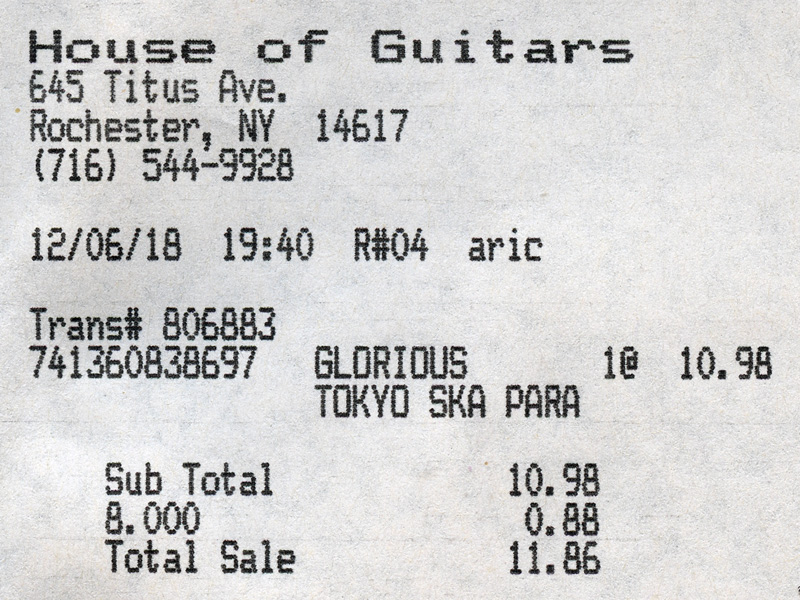 House of Guitars
645 Titus Ave.
Rochester, NY 14617
(716) 544-9928
12/06/18 19:40 R#04 aric
Trans# 806883
741360838697 GLORIOUS 1@ 10.98
TOKYO SKA PARA
Sub Total 10.98
8.000 0.88
Total Sale 11.86